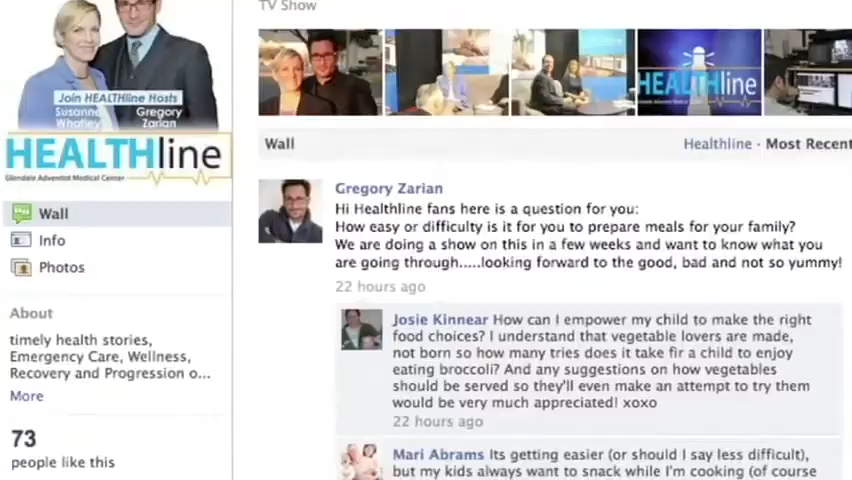 TV Show
Join HEALTHline Hosts
Susanne Gregory
Whatley Zarian
HEALTHline
Glendale Adventist Medical Center
HEALTHline
Wall
Info
Photos
About
timely health stories,
Emergency Care, Wellness,
Recovery and Progression o...
More
73
people like this
Wall
Healthline · Most Recent
Gregory Zarian
Hi Healthline fans here is a question for you:
How easy or difficulty is it for you to prepare meals for your family?
We are doing a show on this in a few weeks and want to know what you
are going through.....looking forward to the good, bad and not so yummy!
22 hours ago
Josie Kinnear How can I empower my child to make the right
food choices? I understand that vegetable lovers are made,
not born so how many tries does it take fir a child to enjoy
eating broccoli? And any suggestions on how vegetables
should be served so they'll even make an attempt to try them
would be very much appreciated! xoxo
22 hours ago
Mari Abrams Its getting easier (or should I say less difficult),
but my kids always want to snack while I'm cooking (of course